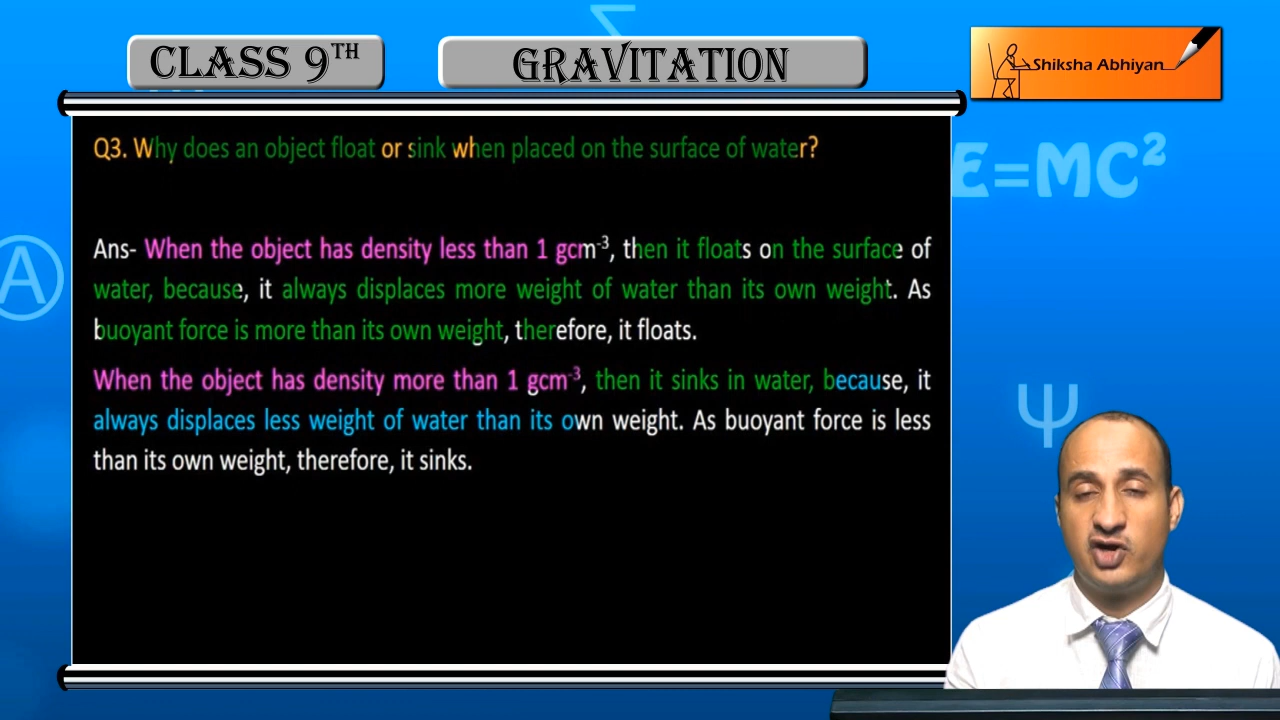 CLASS 9TH
GRAVITATION
Shiksha Abhiyan
Q3. Why does an object float or sink when placed on the surface of water?
Ans- When the object has density less than 1 gcm-3, then it floats on the surface of
water, because, it always displaces more weight of water than its own weight. As
buoyant force is more than its own weight, therefore, it floats.
When the object has density more than 1 gcm-3, then it sinks in water, because, it
always displaces less weight of water than its own weight. As buoyant force is less
than its own weight, therefore, it sinks.
E=MC²
A
Ψ
Σ